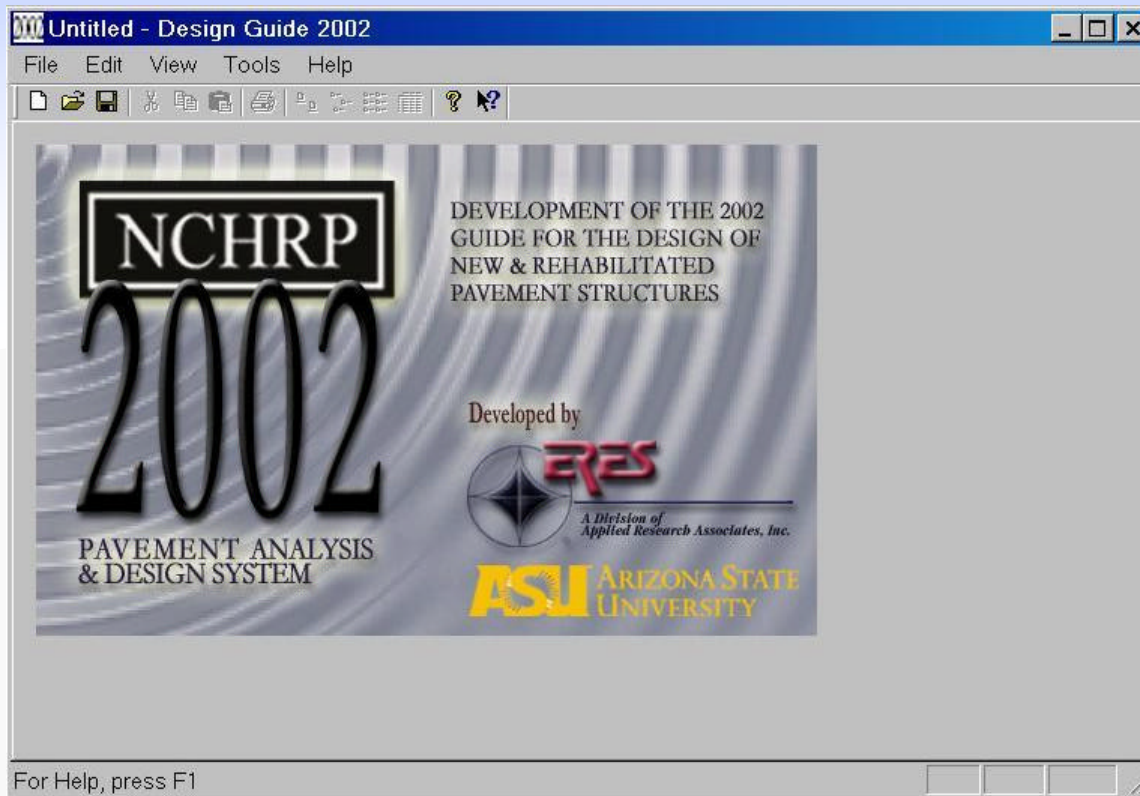 Untitled - Design Guide 2002
File Edit View Tools Help
NCHRP
2002
PAVEMENT ANALYSIS
& DESIGN SYSTEM
DEVELOPMENT OF THE 2002
GUIDE FOR THE DESIGN OF
NEW & REHABILITATED
PAVEMENT STRUCTURES
Developed by
ERES
A Division of
Applied Research Associates, Inc.
ASU ARIZONA STATE
UNIVERSITY
For Help, press F1